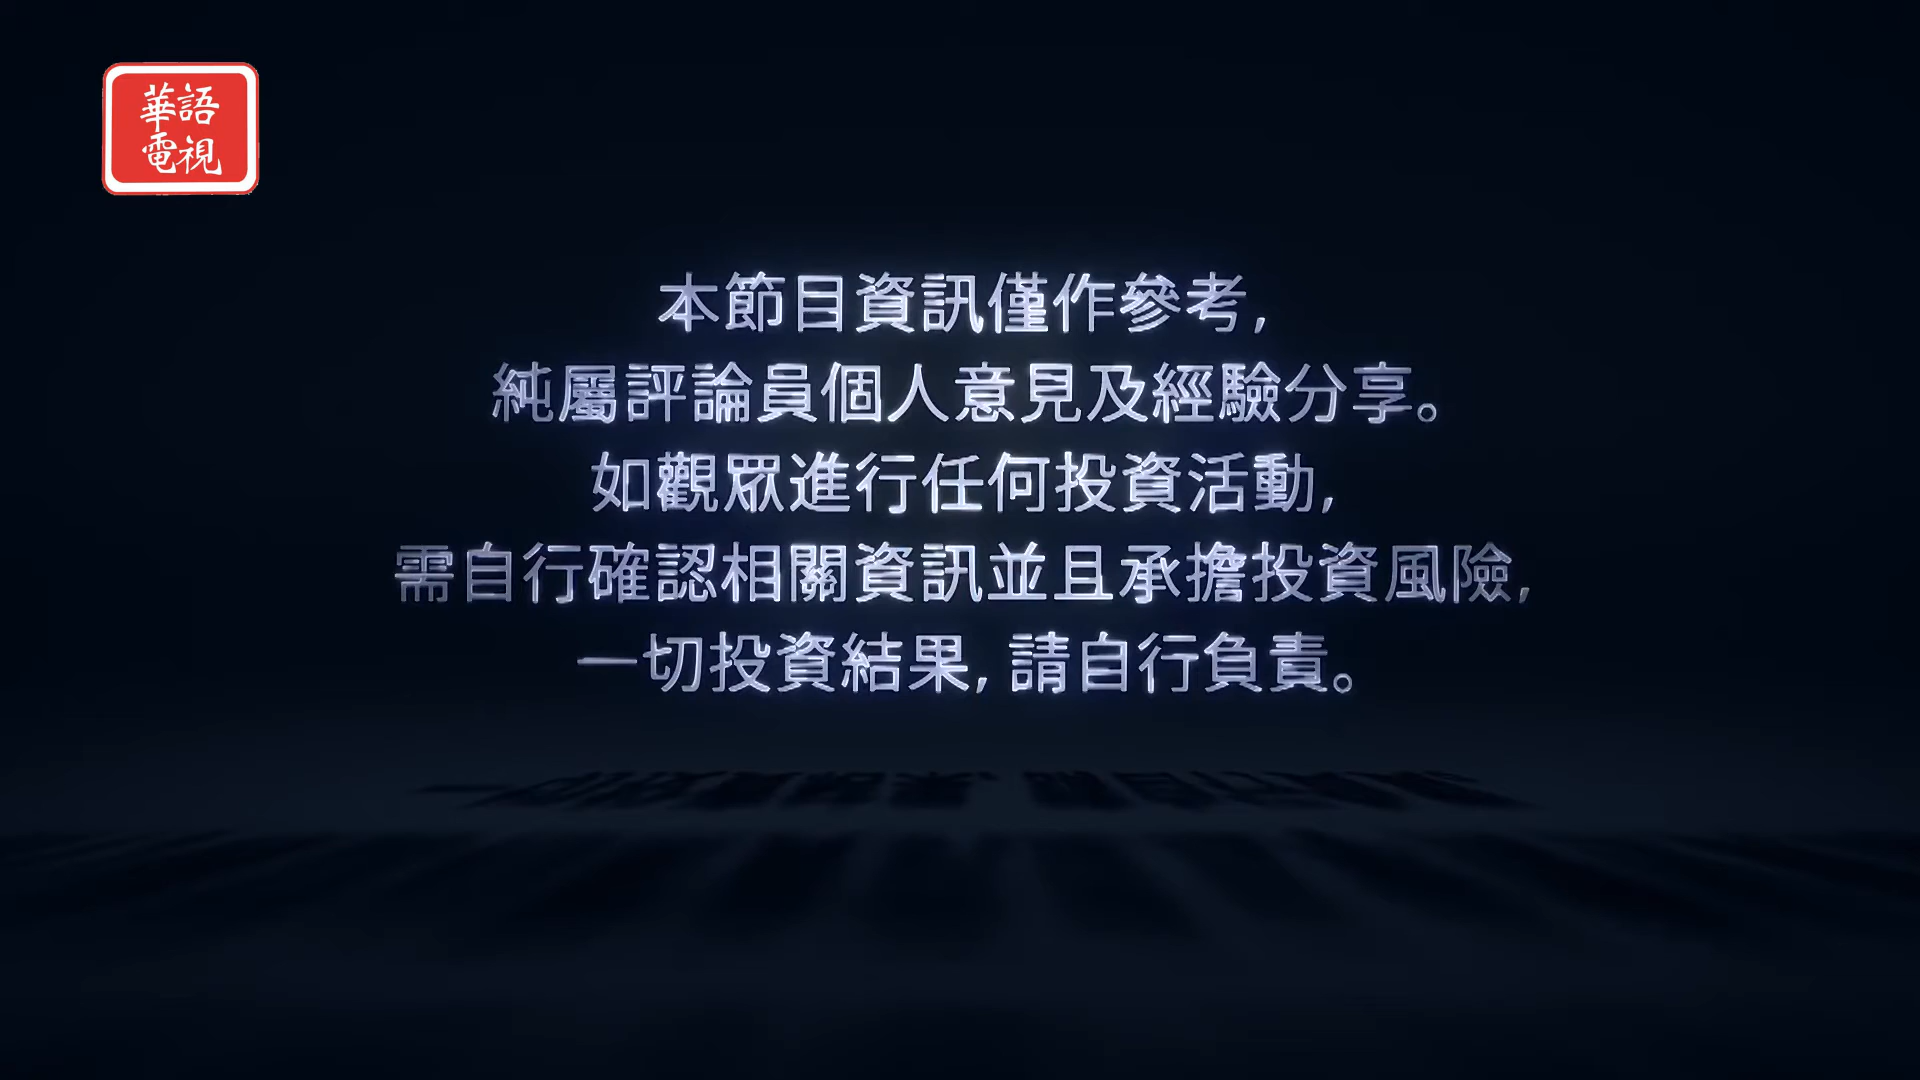 華語
電視
本節目資訊僅作參考,
純屬評論員個人意見及經驗分享。
如觀眾進行任何投資活動,
需自行確認相關資訊並且承擔投資風險,
一切投資結果, 請自行負責。